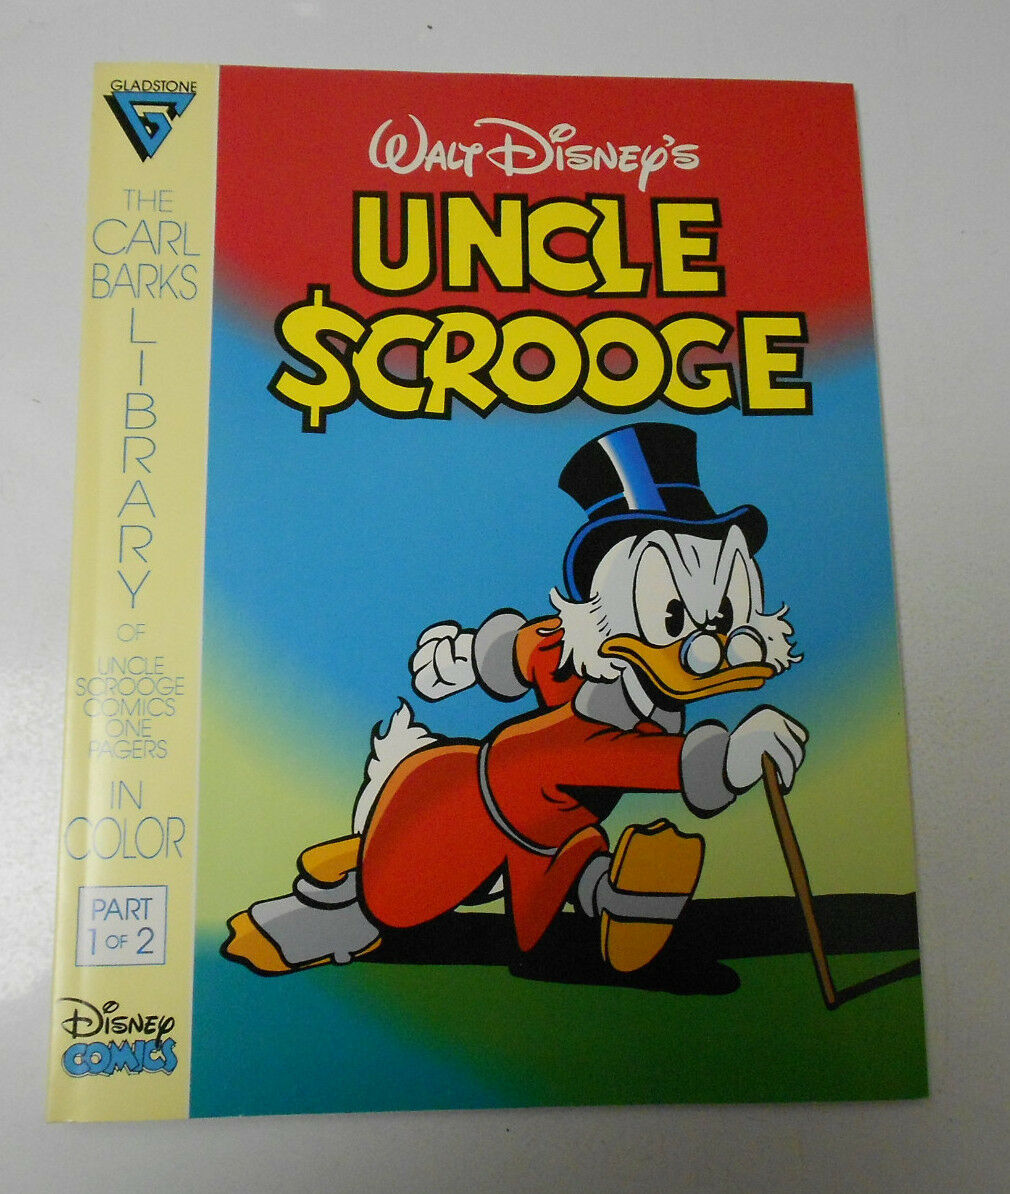 GLADSTONE
THE
CARL
BARKS
LIBRARY
OF
UNCLE
SCROOGE
COMICS
ONE
PAGERS
IN
COLOR
PART
1 OF 2
DISNEY
COMICS
WALT DISNEY'S
UNCLE
$CROOGE